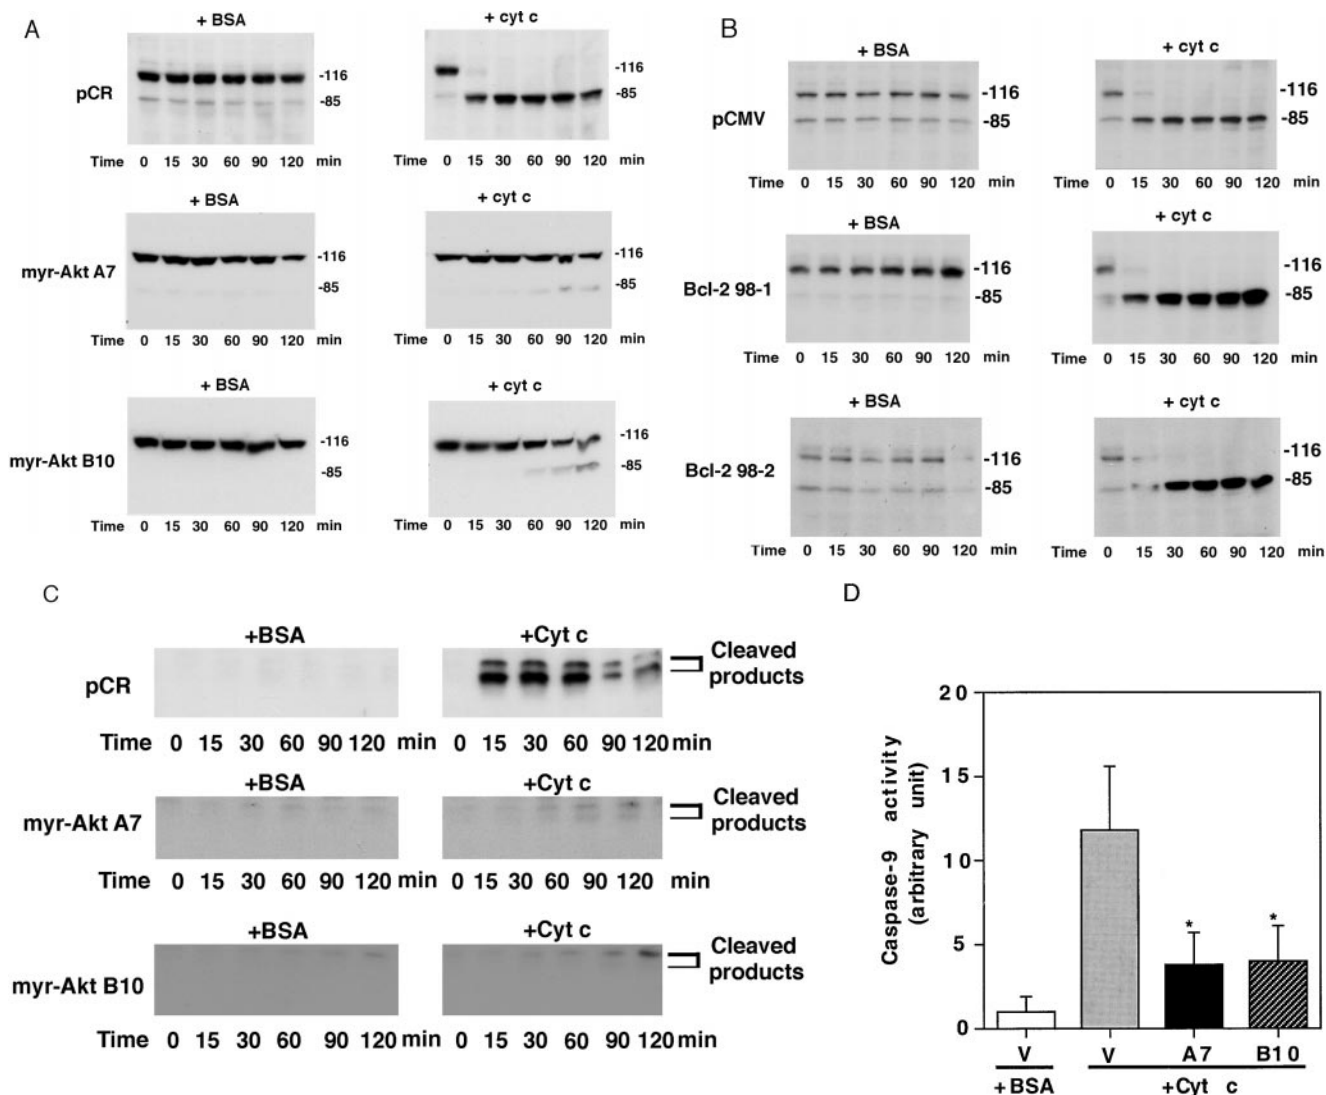 A
+ BSA
+ cyt c
pCR
-116
-85
-116
-85
Time 0 15 30 60 90 120 min
0 15 30 60 90 120 min
+ BSA
+ cyt c
myr-Akt A7
-116
-85
-116
-85
Time 0 15 30 60 90 120 min
Time 0 15 30 60 90 120 min
+ BSA
+ cyt c
myr-Akt B10
-116
-85
-116
-85
Time 0 15 30 60 90 120 min
Time 0 15 30 60 90 120 min
B
+ BSA
+ cyt c
pCMV
-116
-85
-116
-85
Time 0 15 30 60 90 120 min
Time 0 15 30 60 90 120 min
+ BSA
+ cyt c
Bcl-2 98-1
-116
-85
-116
-85
Time 0 15 30 60 90 120 min
Time 0 15 30 60 90 120 min
+ BSA
+ cyt c
Bcl-2 98-2
-116
-85
-116
-85
Time 0 15 30 60 90 120 min
Time 0 15 30 60 90 120 min
C
+BSA
+Cyt c
pCR
Cleaved
products
Time 0 15 30 60 90 120 min
0 15 30 60 90 120 min
+BSA
+Cyt c
myr-Akt A7
Cleaved
products
Time 0 15 30 60 90 120 min
0 15 30 60 90 120 min
+BSA
+Cyt c
myr-Akt B10
Cleaved
products
Time 0 15 30 60 90 120 min
0 15 30 60 90 120 min
D
Caspase-9 activity
(arbitrary unit)
20
15
10
5
0
*
*
V V A7 B10
+BSA +Cyt c